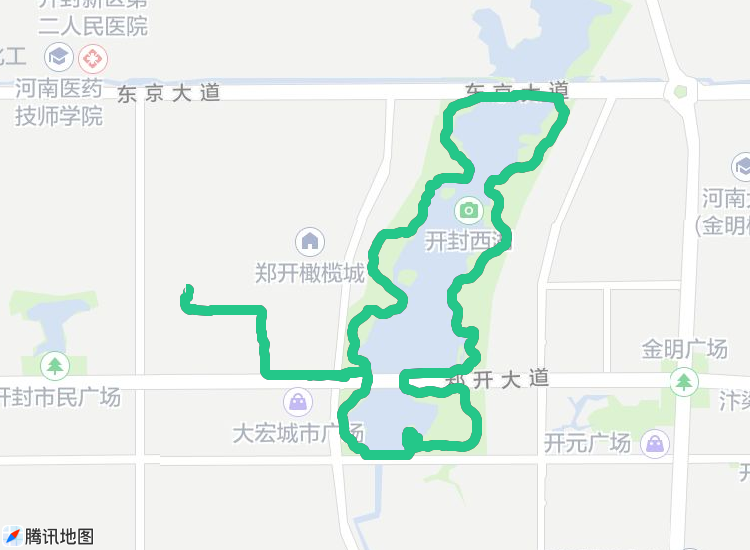 开封新区第
二人民医院
化工
河南医药
技师学院
东京大道
东京大道
河南大
(金明校
开封西湖
郑开橄榄城
金明广场
开封市民广场
郑开大道
汴梁
大宏城市广场
开元广场
开
腾讯地图